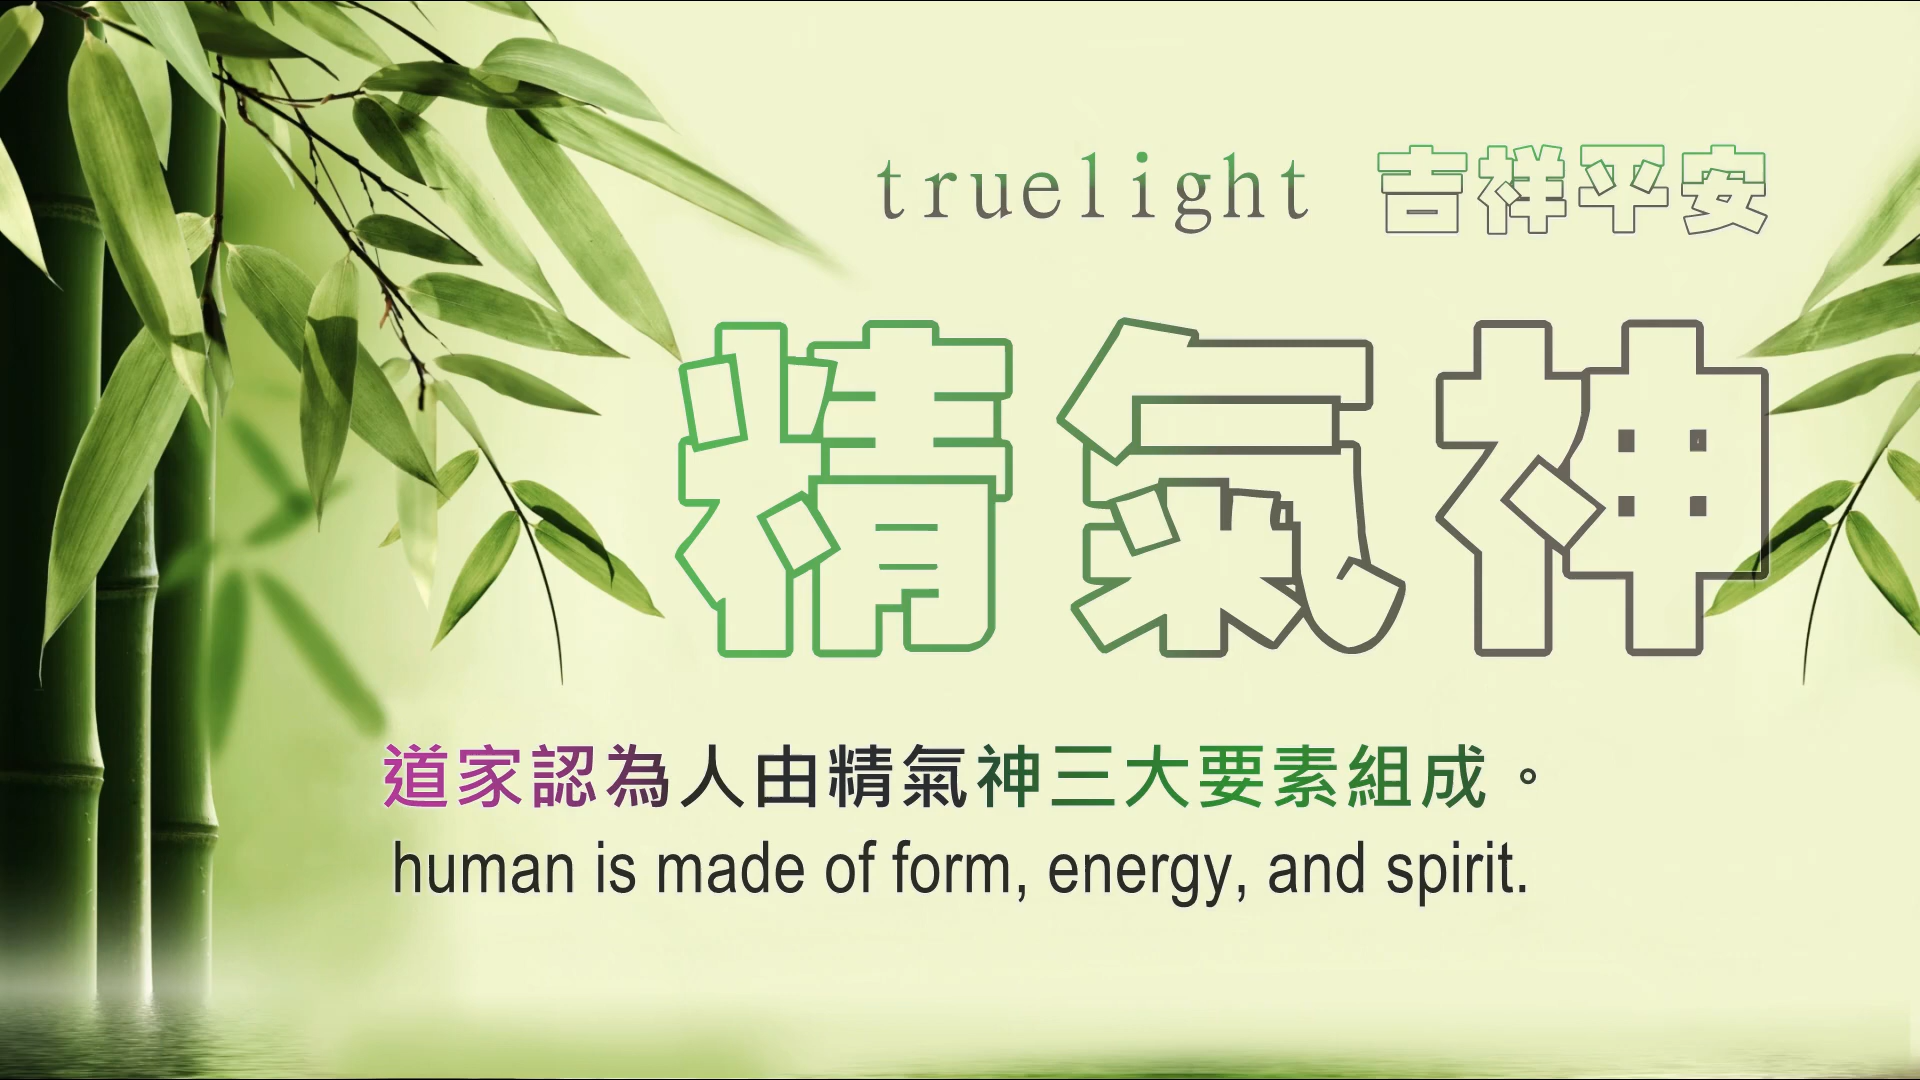 truelight 吉祥平安
精氣神
道家認為人由精氣神三大要素組成。
human is made of form, energy, and spirit.